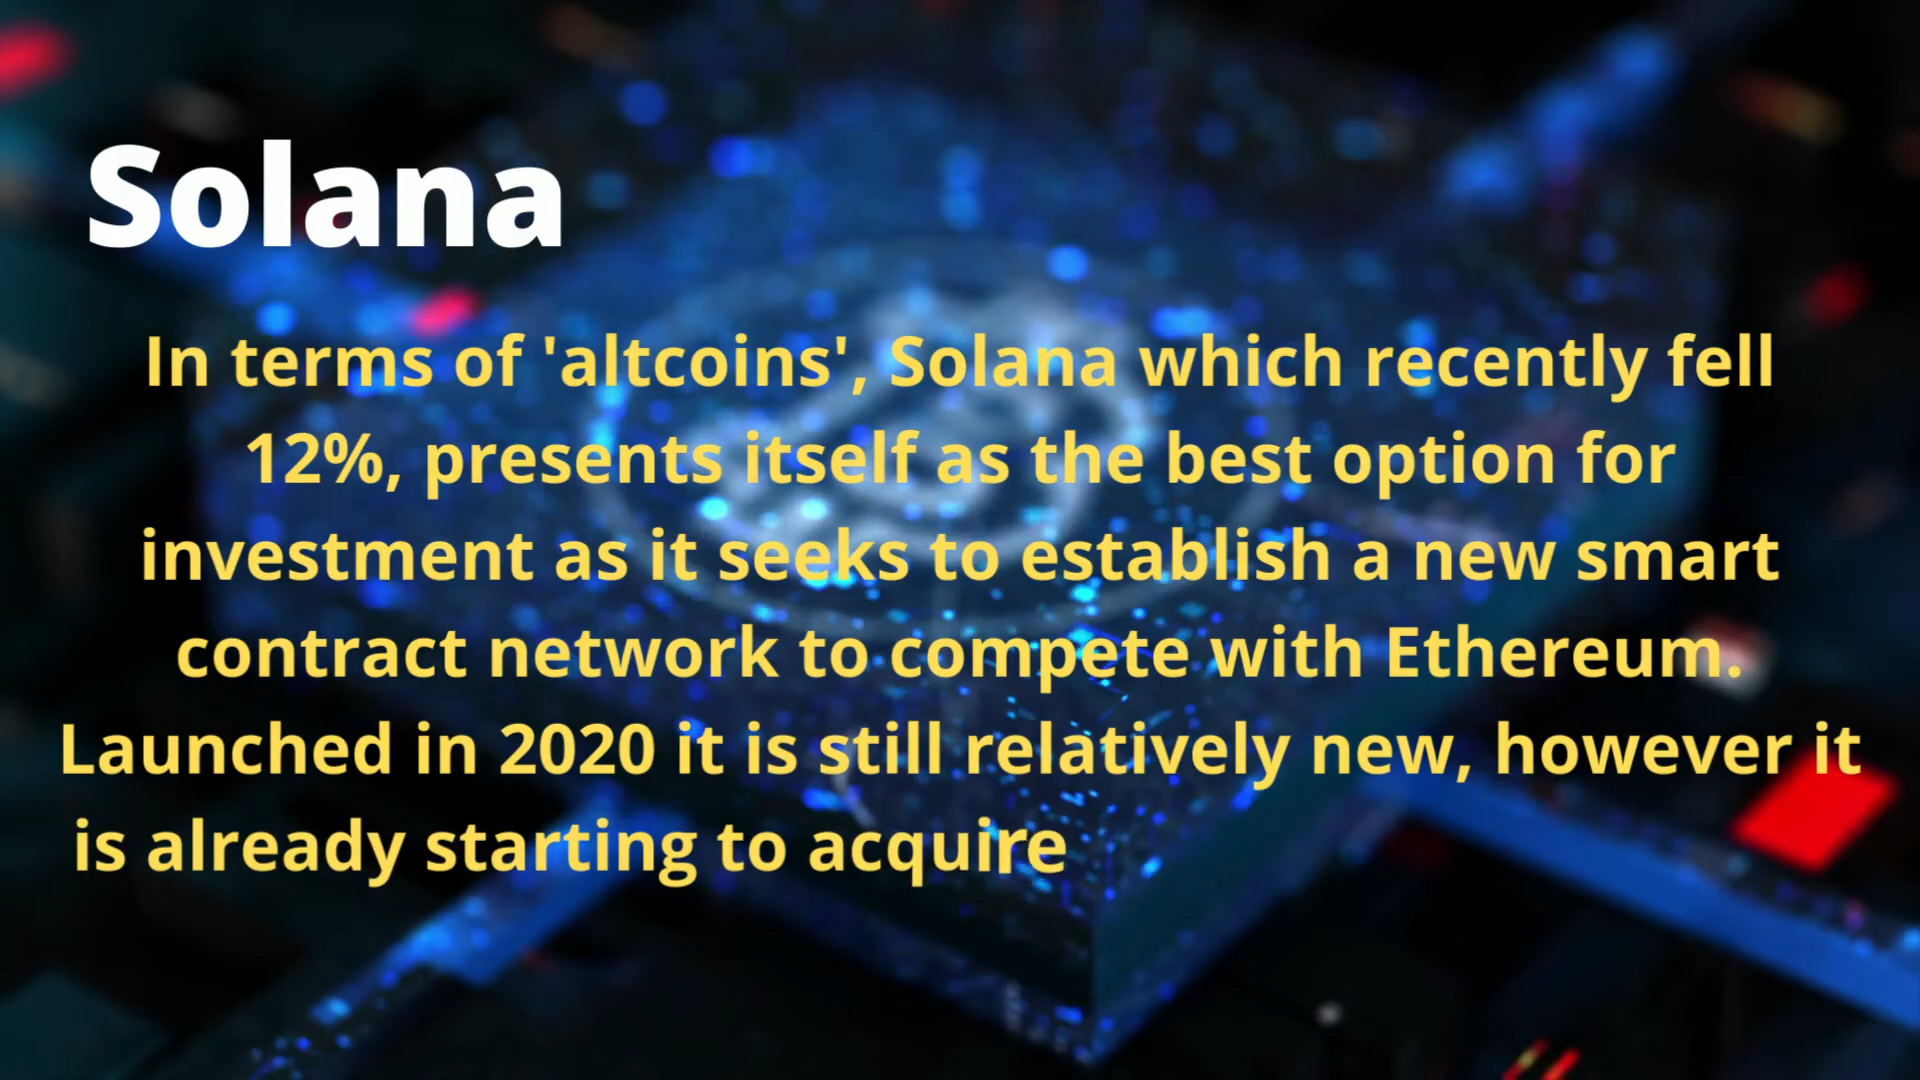 Solana
In terms of 'altcoins', Solana which recently fell
12%, presents itself as the best option for
investment as it seeks to establish a new smart
contract network to compete with Ethereum.
Launched in 2020 it is still relatively new, however it
is already starting to acquire